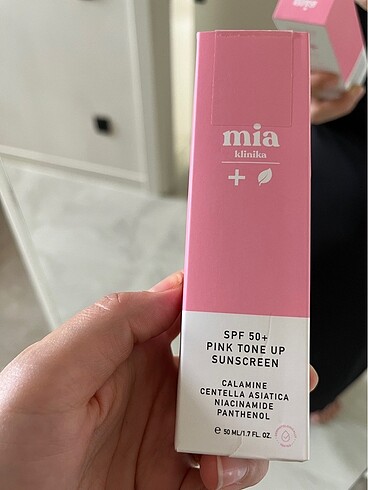 mia
klinika
SPF 50+
PINK TONE UP
SUNSCREEN
CALAMINE
CENTELLA ASIATICA
NIACINAMIDE
PANTHENOL
℮ 50 ML/1.7 FL. OZ.